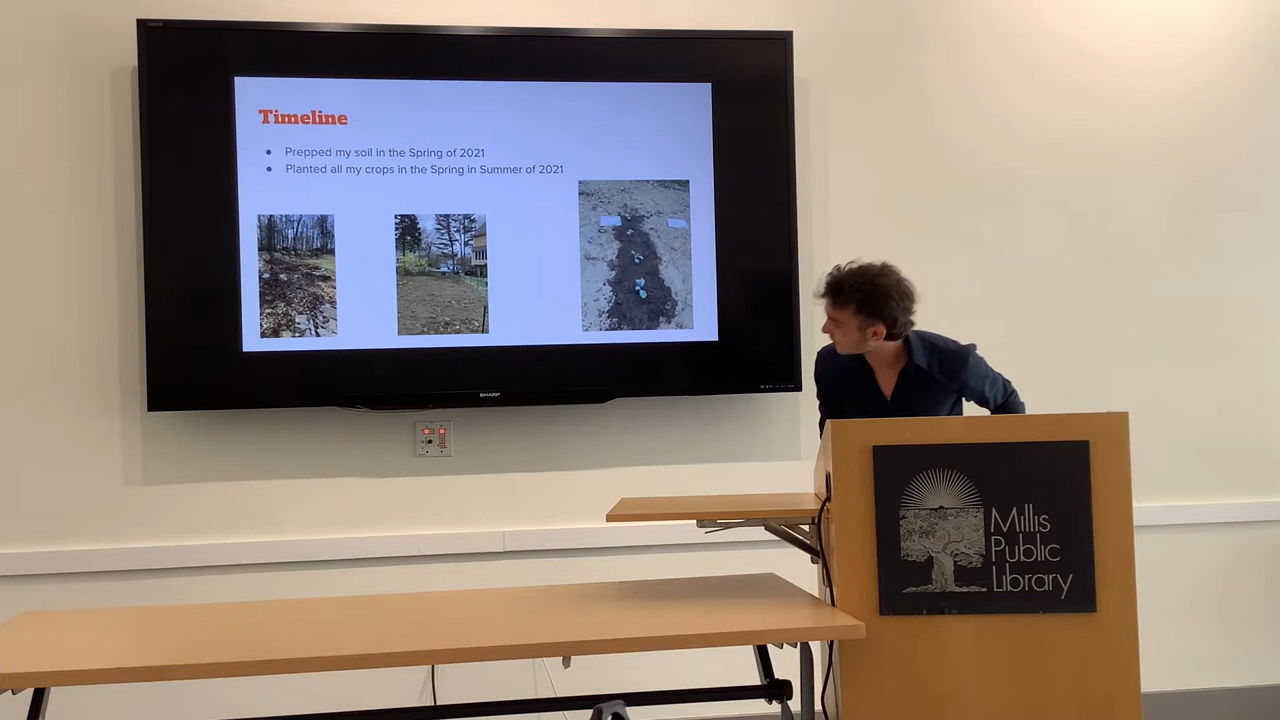 Timeline
● Prepped my soil in the Spring of 2021
● Planted all my crops in the Spring in Summer of 2021
SHARP
Millis
Public
Library